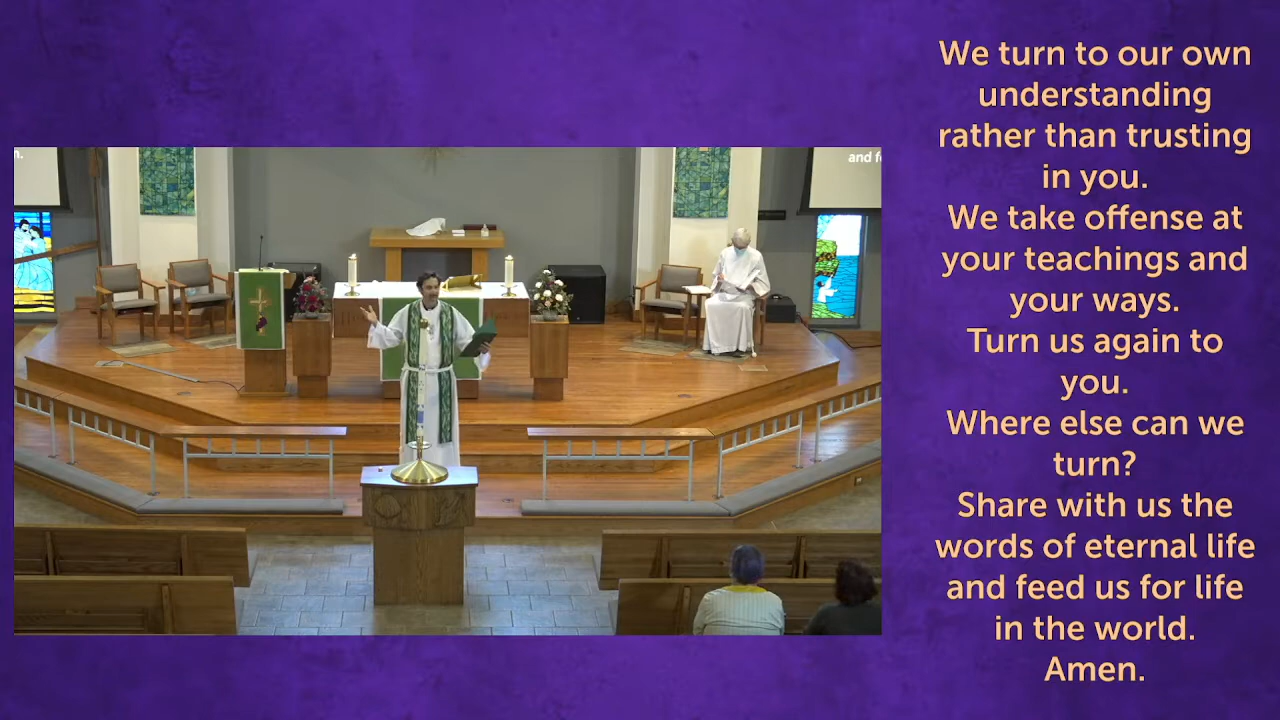 n.
and f
We turn to our own
understanding
rather than trusting
in you.
We take offense at
your teachings and
your ways.
Turn us again to
you.
Where else can we
turn?
Share with us the
words of eternal life
and feed us for life
in the world.
Amen.